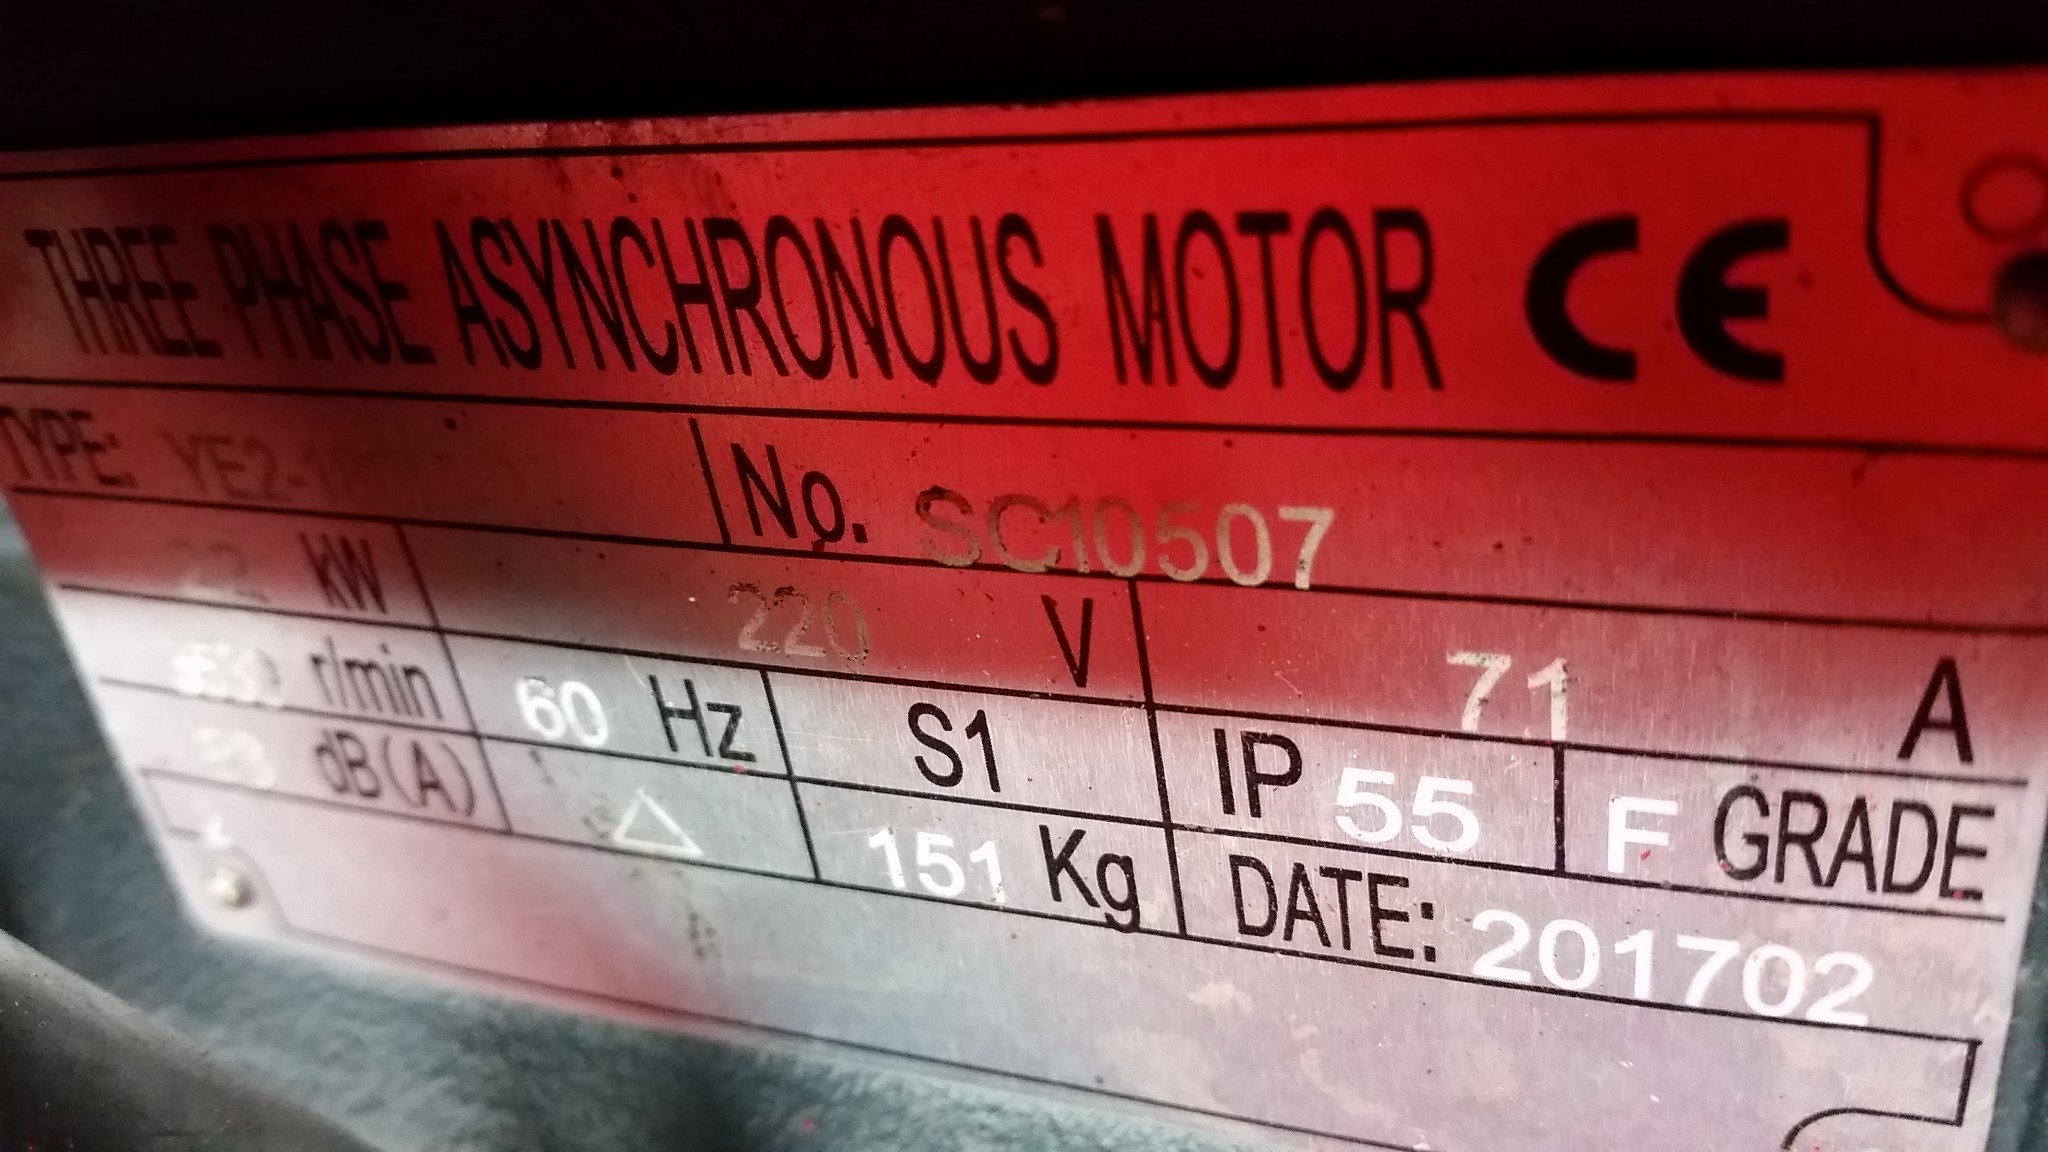 THREE PHASE ASYNCHRONOUS MOTOR CE
TYPE: No. SC10507
22 kW 220 V 71 A
r/min 60 Hz S1 IP 55 F GRADE
dB(A) △ 151 Kg DATE: 201702